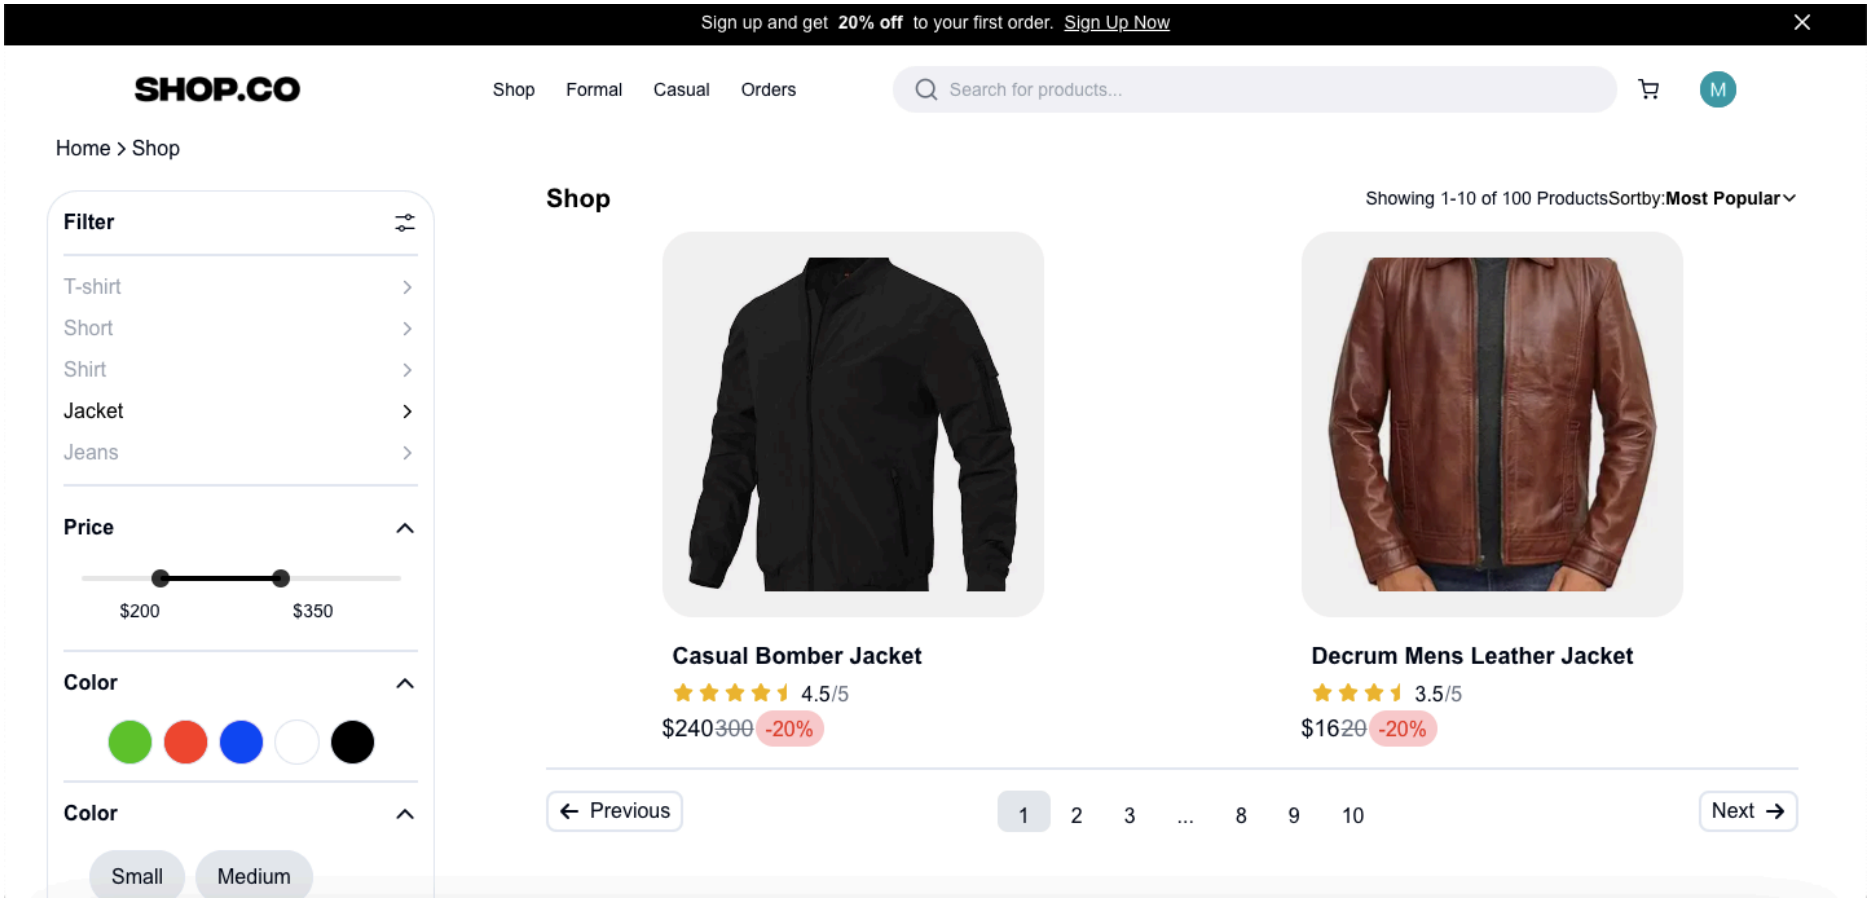 Sign up and get 20% off to your first order. Sign Up Now
SHOP.CO
Shop Formal Casual Orders
Search for products...
M
Home > Shop
Filter
T-shirt
Short
Shirt
Jacket
Jeans
Price
$200 $350
Color
Color
Small Medium
Shop
Showing 1-10 of 100 ProductsSortby:Most Popular
Casual Bomber Jacket
4.5/5
$240300 -20%
Decrum Mens Leather Jacket
3.5/5
$1620 -20%
Previous 1 2 3 ... 8 9 10 Next